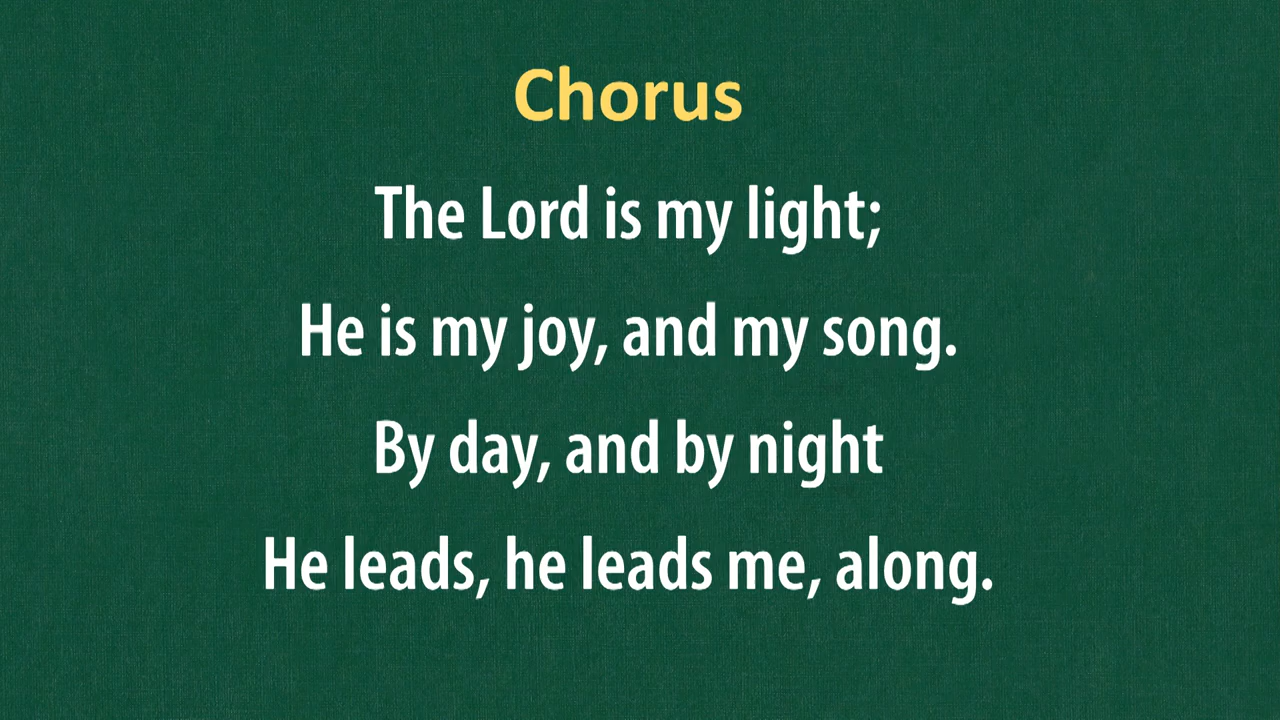 Chorus
The Lord is my light;
He is my joy, and my song.
By day, and by night
He leads, he leads me, along.